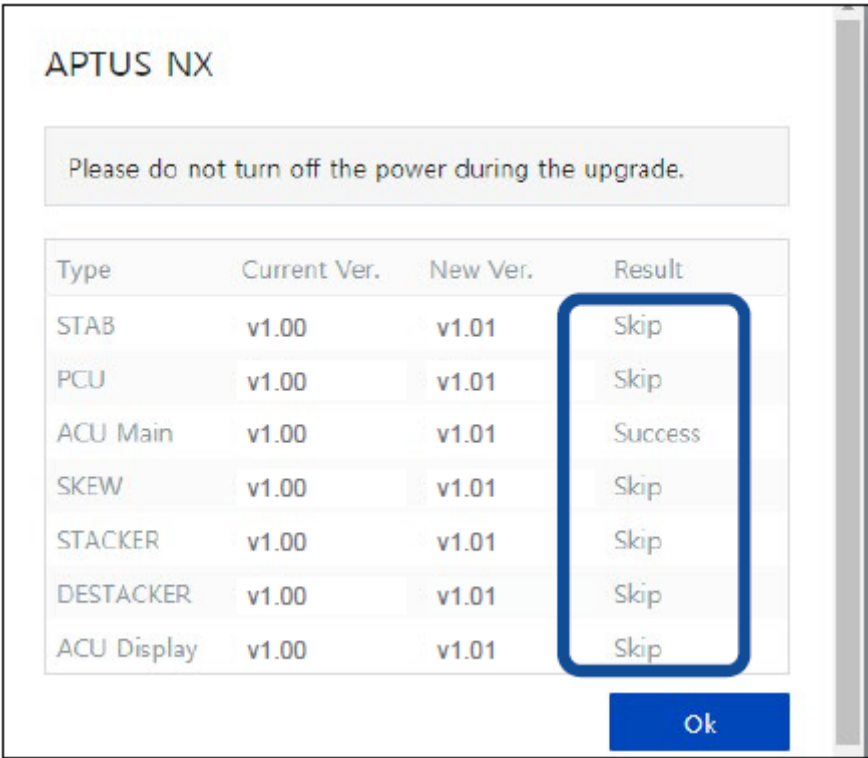 APTUS NX
Please do not turn off the power during the upgrade.
Type Current Ver. New Ver. Result
STAB v1.00 v1.01 Skip
PCU v1.00 v1.01 Skip
ACU Main v1.00 v1.01 Success
SKEW v1.00 v1.01 Skip
STACKER v1.00 v1.01 Skip
DESTACKER v1.00 v1.01 Skip
ACU Display v1.00 v1.01 Skip
Ok